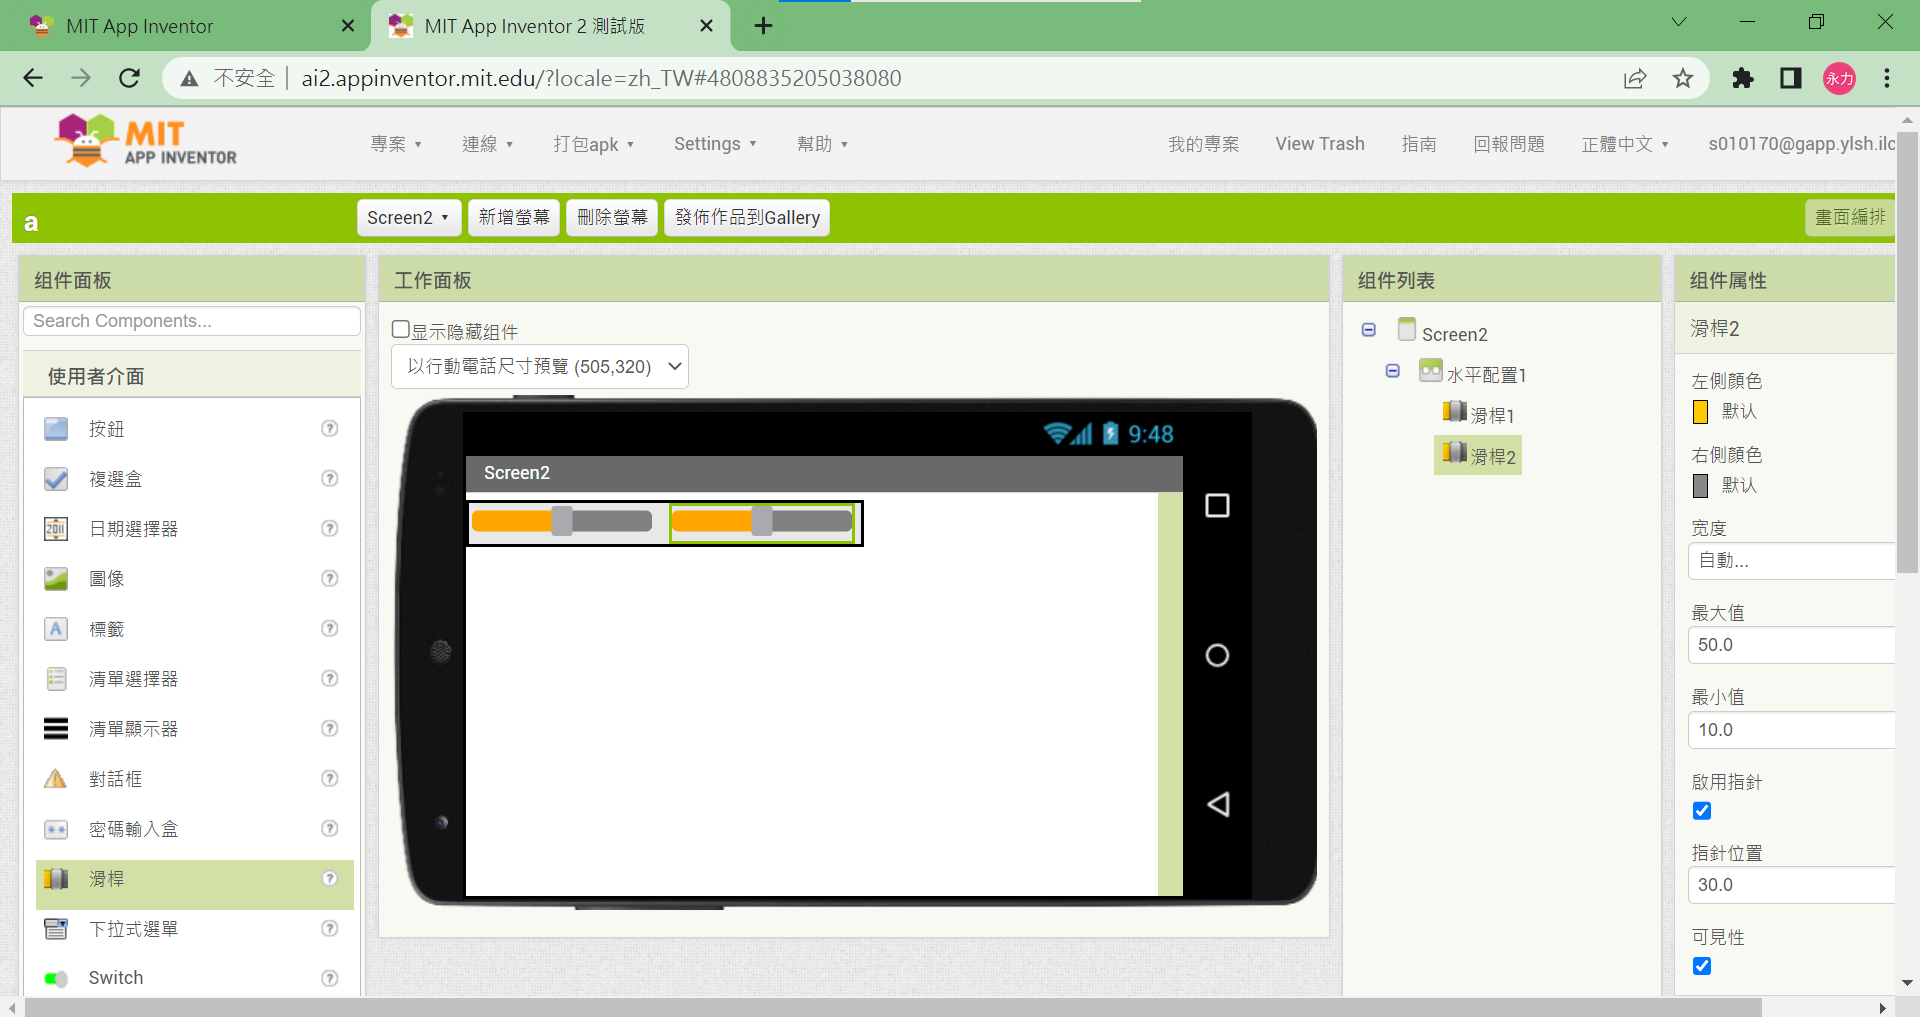 MIT App Inventor
MIT App Inventor 2 測試版
不安全
ai2.appinventor.mit.edu/?locale=zh_TW#4808835205038080
永力
MIT
APP INVENTOR
專案
連線
打包apk
Settings
幫助
我的專案
View Trash
指南
回報問題
正體中文
s010170@gapp.ylsh.ilc
a
Screen2
新增螢幕
刪除螢幕
發佈作品到Gallery
畫面編排
组件面板
Search Components...
使用者介面
按鈕
複選盒
2011
日期選擇器
圖像
A
標籤
清單選擇器
清單顯示器
對話框
密碼輸入盒
滑桿
下拉式選單
Switch
工作面板
显示隐藏组件
以行動電話尺寸預覽 (505,320)
9:48
Screen2
组件列表
Screen2
水平配置1
滑桿1
滑桿2
组件属性
滑桿2
左側顏色
默认
右側顏色
默认
宽度
自動...
最大值
50.0
最小值
10.0
啟用指針
指針位置
30.0
可見性